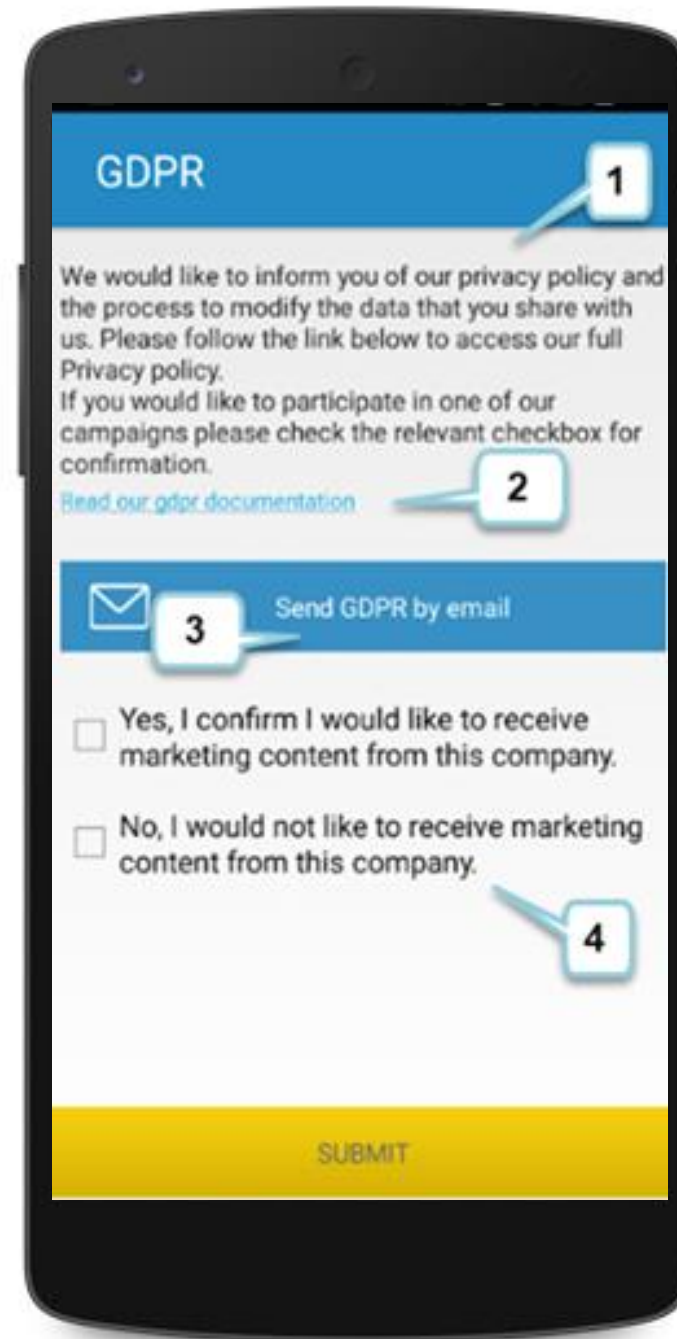 GDPR
1
We would like to inform you of our privacy policy and
the process to modify the data that you share with
us. Please follow the link below to access our full
Privacy policy.
If you would like to participate in one of our
campaigns please check the relevant checkbox for
confirmation.
Read our gdpr documentation
2
Send GDPR by email
3
Yes, I confirm I would like to receive
marketing content from this company.
No, I would not like to receive marketing
content from this company.
4
SUBMIT